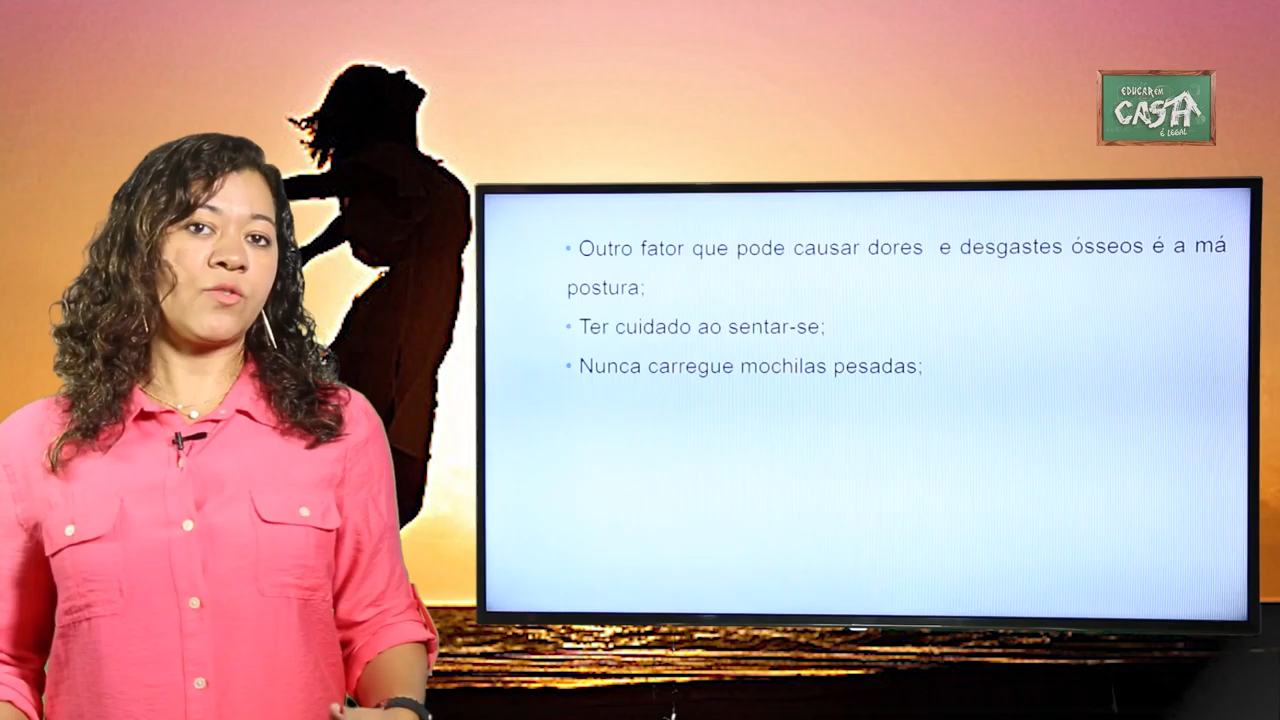 EDUCAR EM
CASA
É LEGAL
• Outro fator que pode causar dores e desgastes ósseos é a má
postura;
• Ter cuidado ao sentar-se;
• Nunca carregue mochilas pesadas;